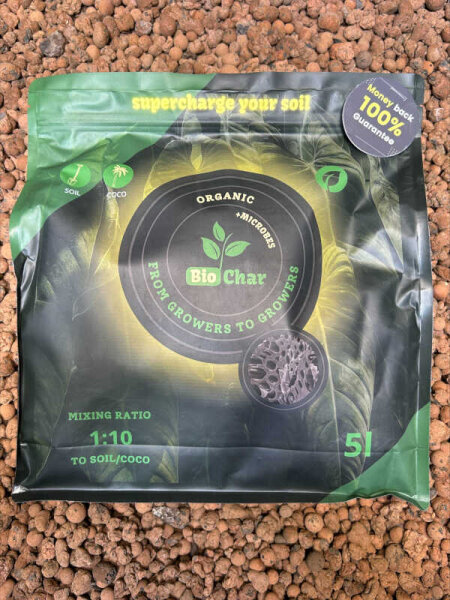 supercharge your soil
Money back
100%
Guarantee
SOIL
COCO
ORGANIC
+MICROBES
Bio Char
FROM GROWERS TO GROWERS
MIXING RATIO
1:10
TO SOIL/COCO
5l